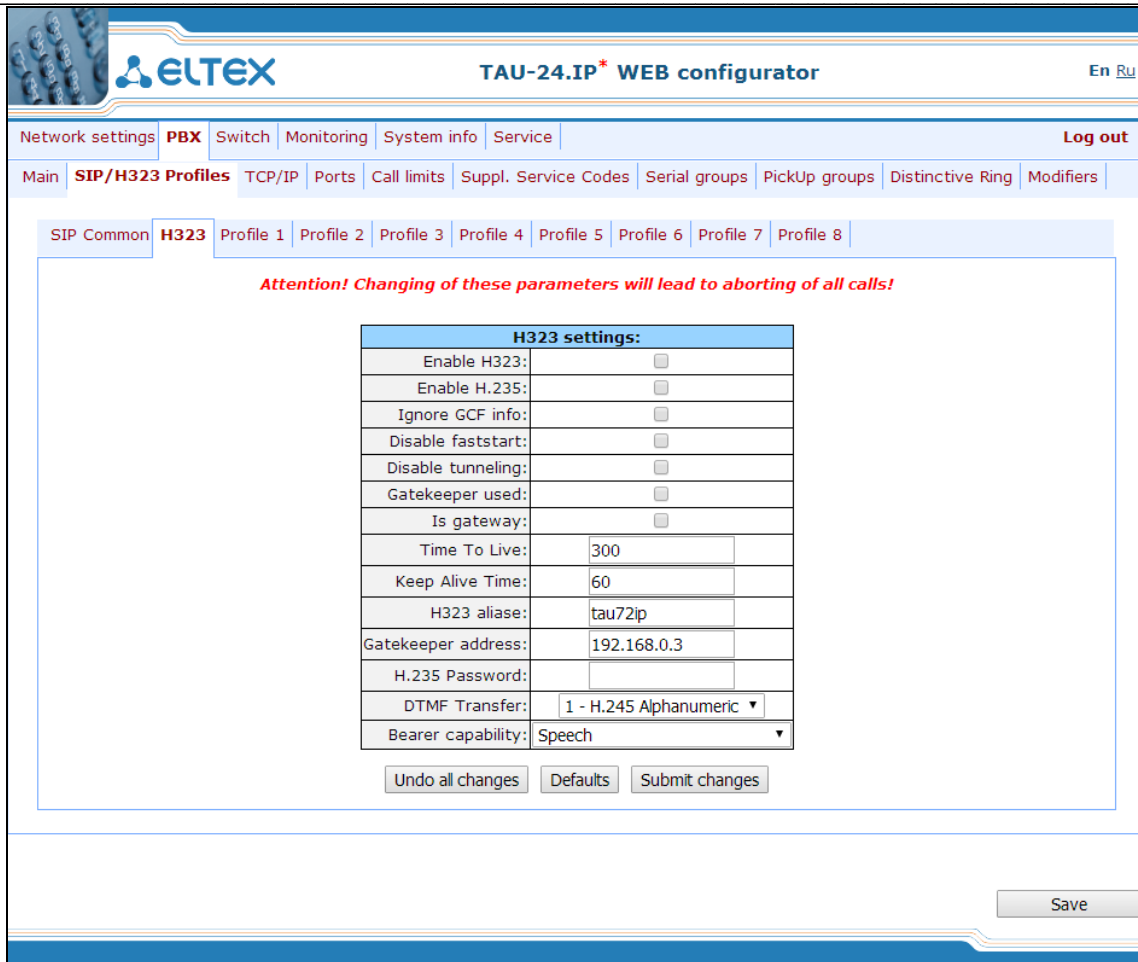 ELTEX
TAU-24.IP* WEB configurator
En Ru
Network settings PBX Switch Monitoring System info Service Log out
Main SIP/H323 Profiles TCP/IP Ports Call limits Suppl. Service Codes Serial groups PickUp groups Distinctive Ring Modifiers
SIP Common H323 Profile 1 Profile 2 Profile 3 Profile 4 Profile 5 Profile 6 Profile 7 Profile 8
Attention! Changing of these parameters will lead to aborting of all calls!
H323 settings:
Enable H323:
Enable H.235:
Ignore GCF info:
Disable faststart:
Disable tunneling:
Gatekeeper used:
Is gateway:
Time To Live: 300
Keep Alive Time: 60
H323 aliase: tau72ip
Gatekeeper address: 192.168.0.3
H.235 Password:
DTMF Transfer: 1 - H.245 Alphanumeric
Bearer capability: Speech
Undo all changes Defaults Submit changes
Save